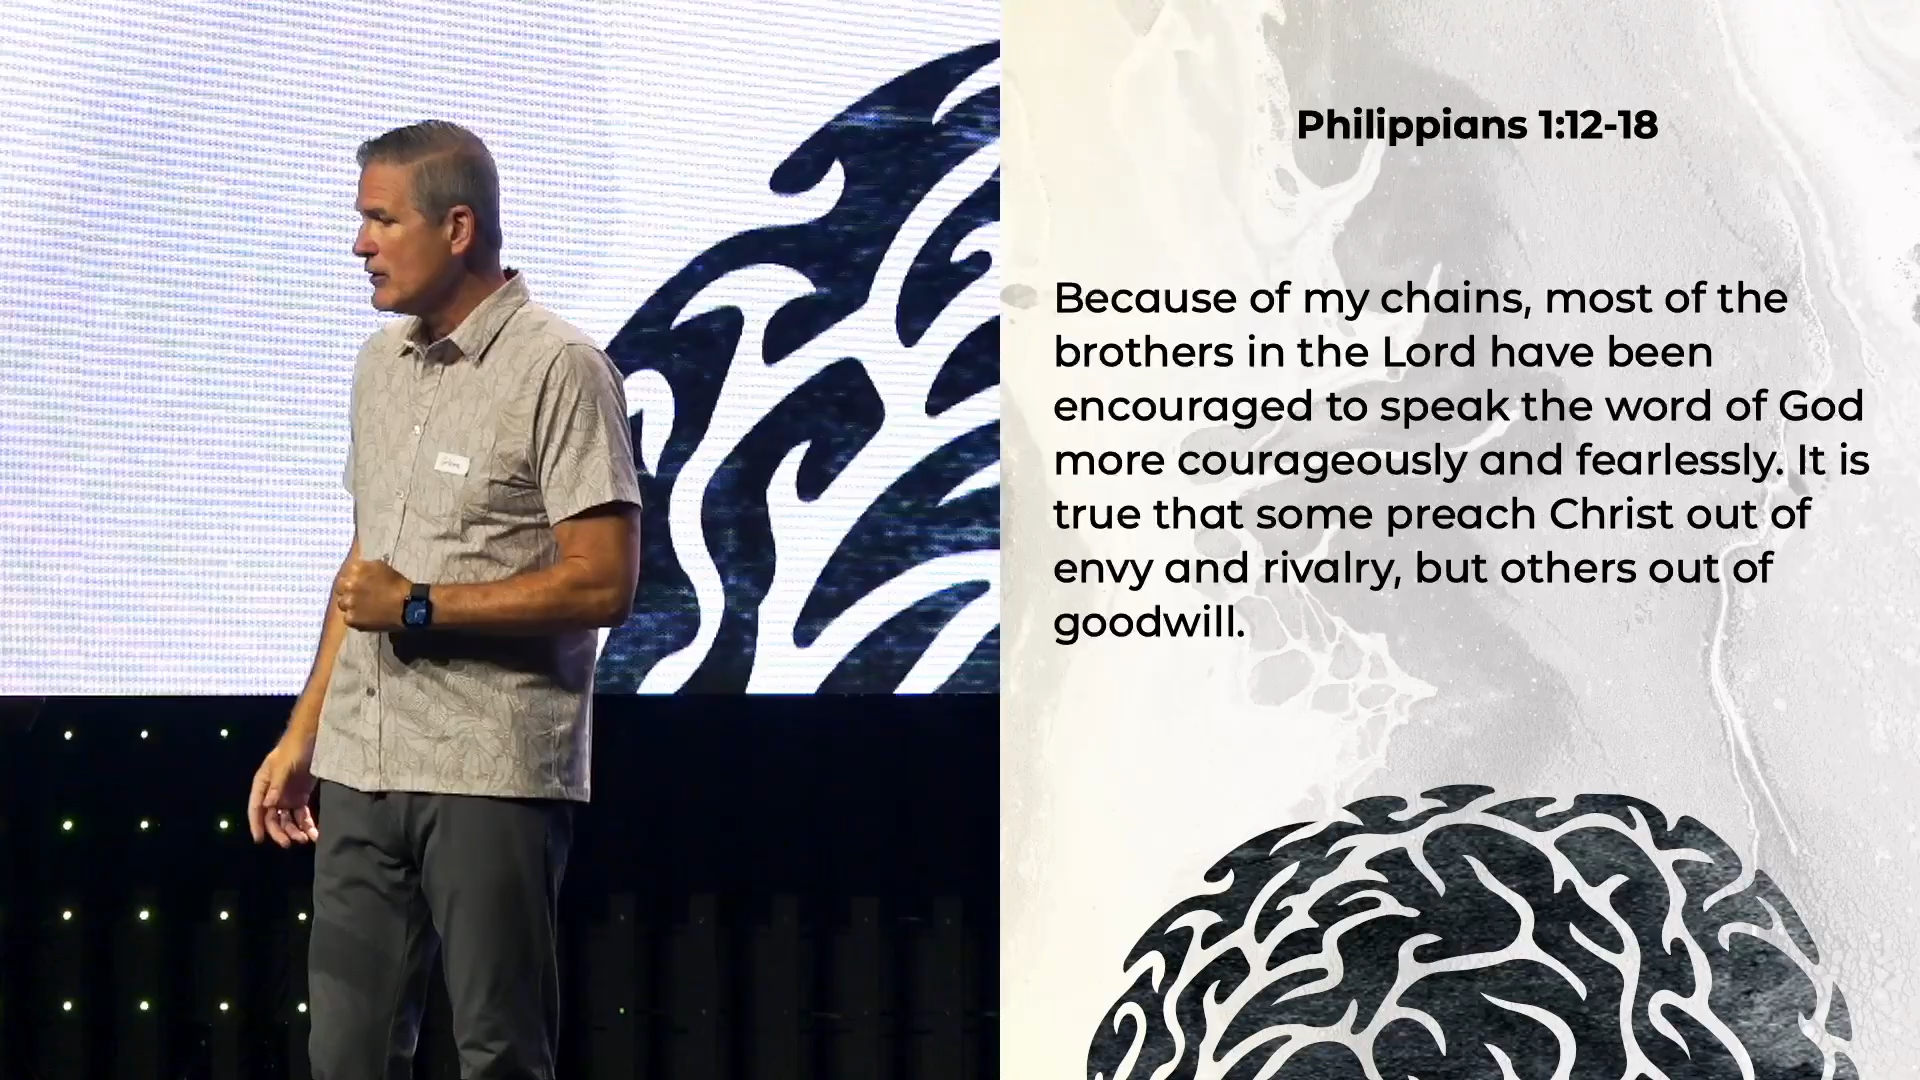 Philippians 1:12-18
Because of my chains, most of the
brothers in the Lord have been
encouraged to speak the word of God
more courageously and fearlessly. It is
true that some preach Christ out of
envy and rivalry, but others out of
goodwill.